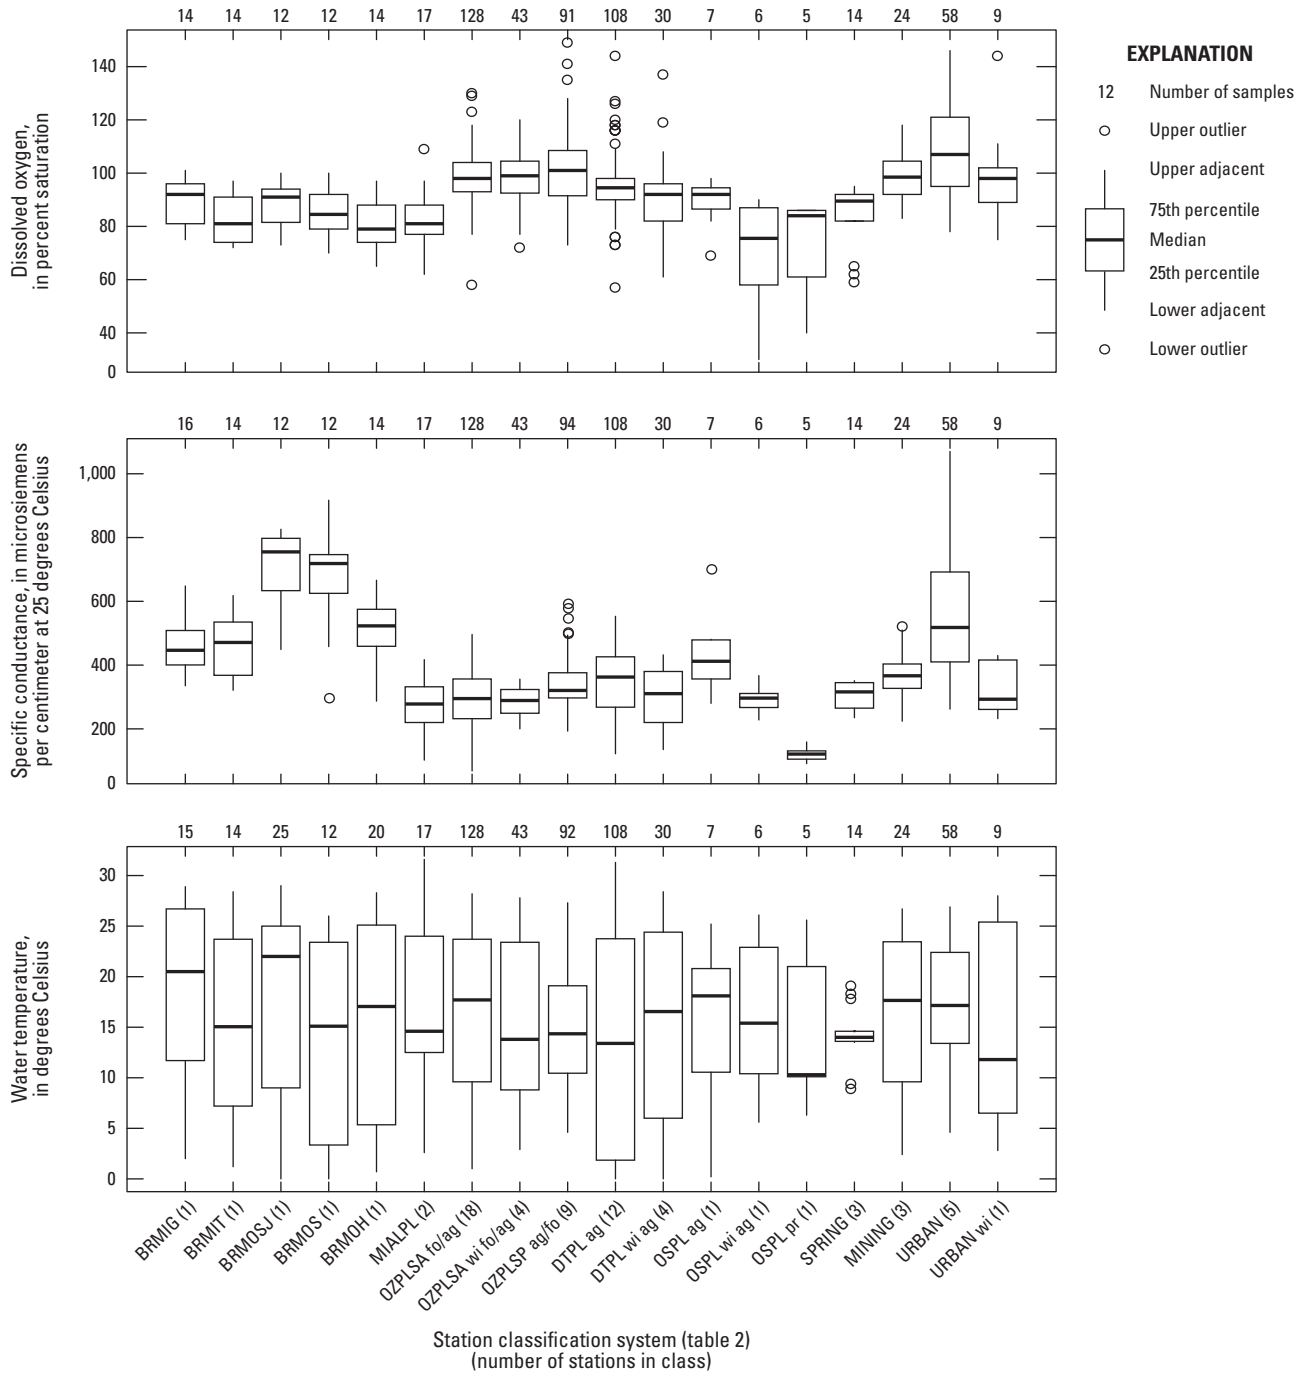 14 14 12 12 14 17 128 43 91 108 30 7 6 5 14 24 58 9
140
120
100
80
60
40
0
Dissolved oxygen,
in percent saturation
EXPLANATION
12 Number of samples
Upper outlier
Upper adjacent
75th percentile
Median
25th percentile
Lower adjacent
Lower outlier
16 14 12 12 14 17 128 43 94 108 30 7 6 5 14 24 58 9
1,000
800
600
400
200
0
Specific conductance, in microsiemens
per centimeter at 25 degrees Celsius
15 14 25 12 20 17 128 43 92 108 30 7 6 5 14 24 58 9
30
25
20
15
10
5
0
Water temperature,
in degrees Celsius
BRMIG (1)
BRMIT (1)
BRMOSJ (1)
BRMOS (1)
BRMOH (1)
MIALPL (2)
OZPLSA fo/ag (18)
OZPLSA wi fo/ag (4)
OZPLSP ag/fo (9)
DTPL ag (12)
DTPL wi ag (4)
OSPL ag (1)
OSPL wi ag (1)
OSPL pr (1)
SPRING (3)
MINING (3)
URBAN (5)
URBAN wi (1)
Station classification system (table 2)
(number of stations in class)